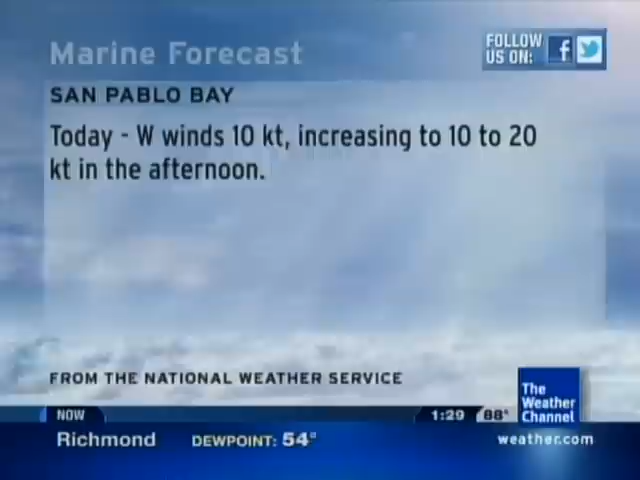 Marine Forecast
FOLLOW
US ON:
SAN PABLO BAY
Today - W winds 10 kt, increasing to 10 to 20
kt in the afternoon.
FROM THE NATIONAL WEATHER SERVICE
The
Weather
Channel
NOW
1:29 88°
Richmond DEWPOINT: 54°
weather.com